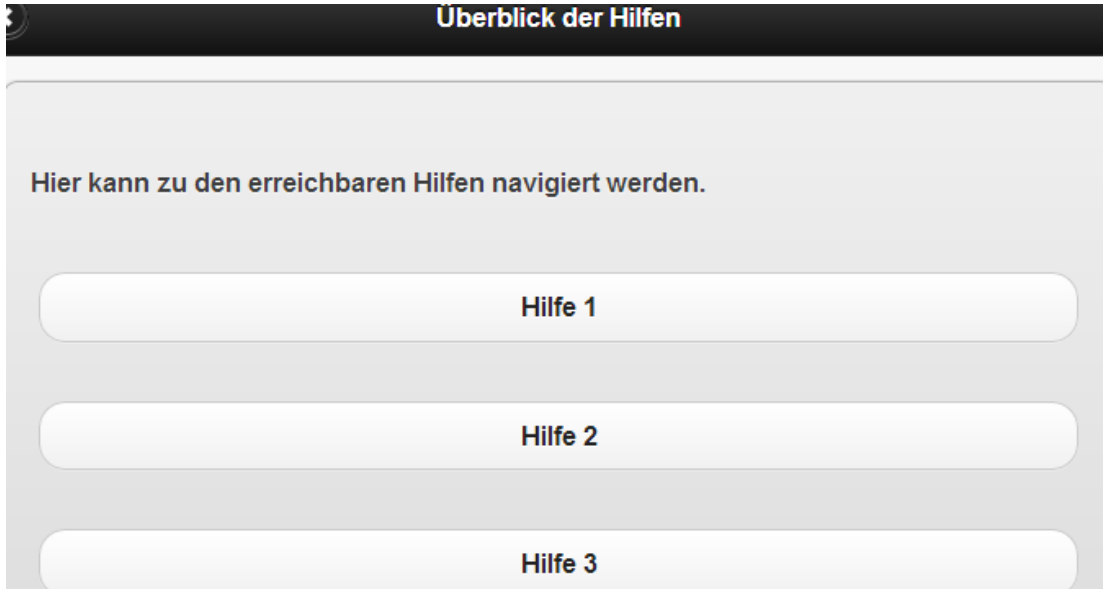 Überblick der Hilfen
Hier kann zu den erreichbaren Hilfen navigiert werden.
Hilfe 1
Hilfe 2
Hilfe 3